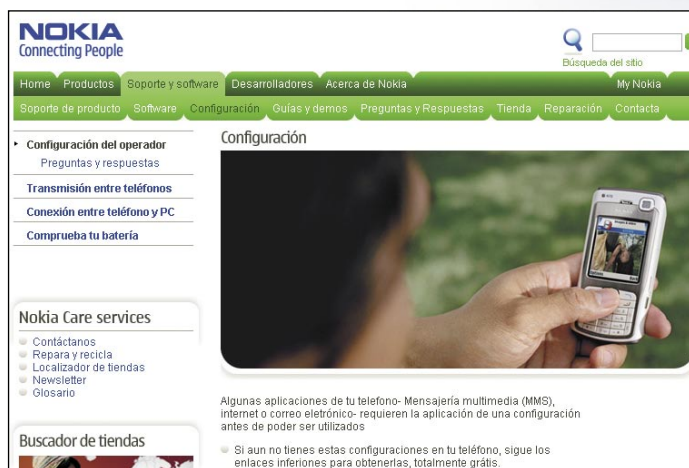 NOKIA
Connecting People
Búsqueda del sitio
Home Productos Soporte y software Desarrolladores Acerca de Nokia My Nokia
Soporte de producto Software Configuración Guías y demos Preguntas y Respuestas Tienda Reparación Contacta
Configuración del operador
Preguntas y respuestas
Transmisión entre teléfonos
Conexión entre teléfono y PC
Comprueba tu batería
Configuración
Nokia Care services
Contáctanos
Repara y recicla
Localizador de tiendas
Newsletter
Glosario
Buscador de tiendas
Algunas aplicaciones de tu telefono- Mensajería multimedia (MMS),
internet o correo eletrónico- requieren la aplicación de una configuración
antes de poder ser utilizados
Si aun no tienes estas configuraciones en tu teléfono, sigue los
enlaces inferiones para obtenerlas, totalmente grátis.